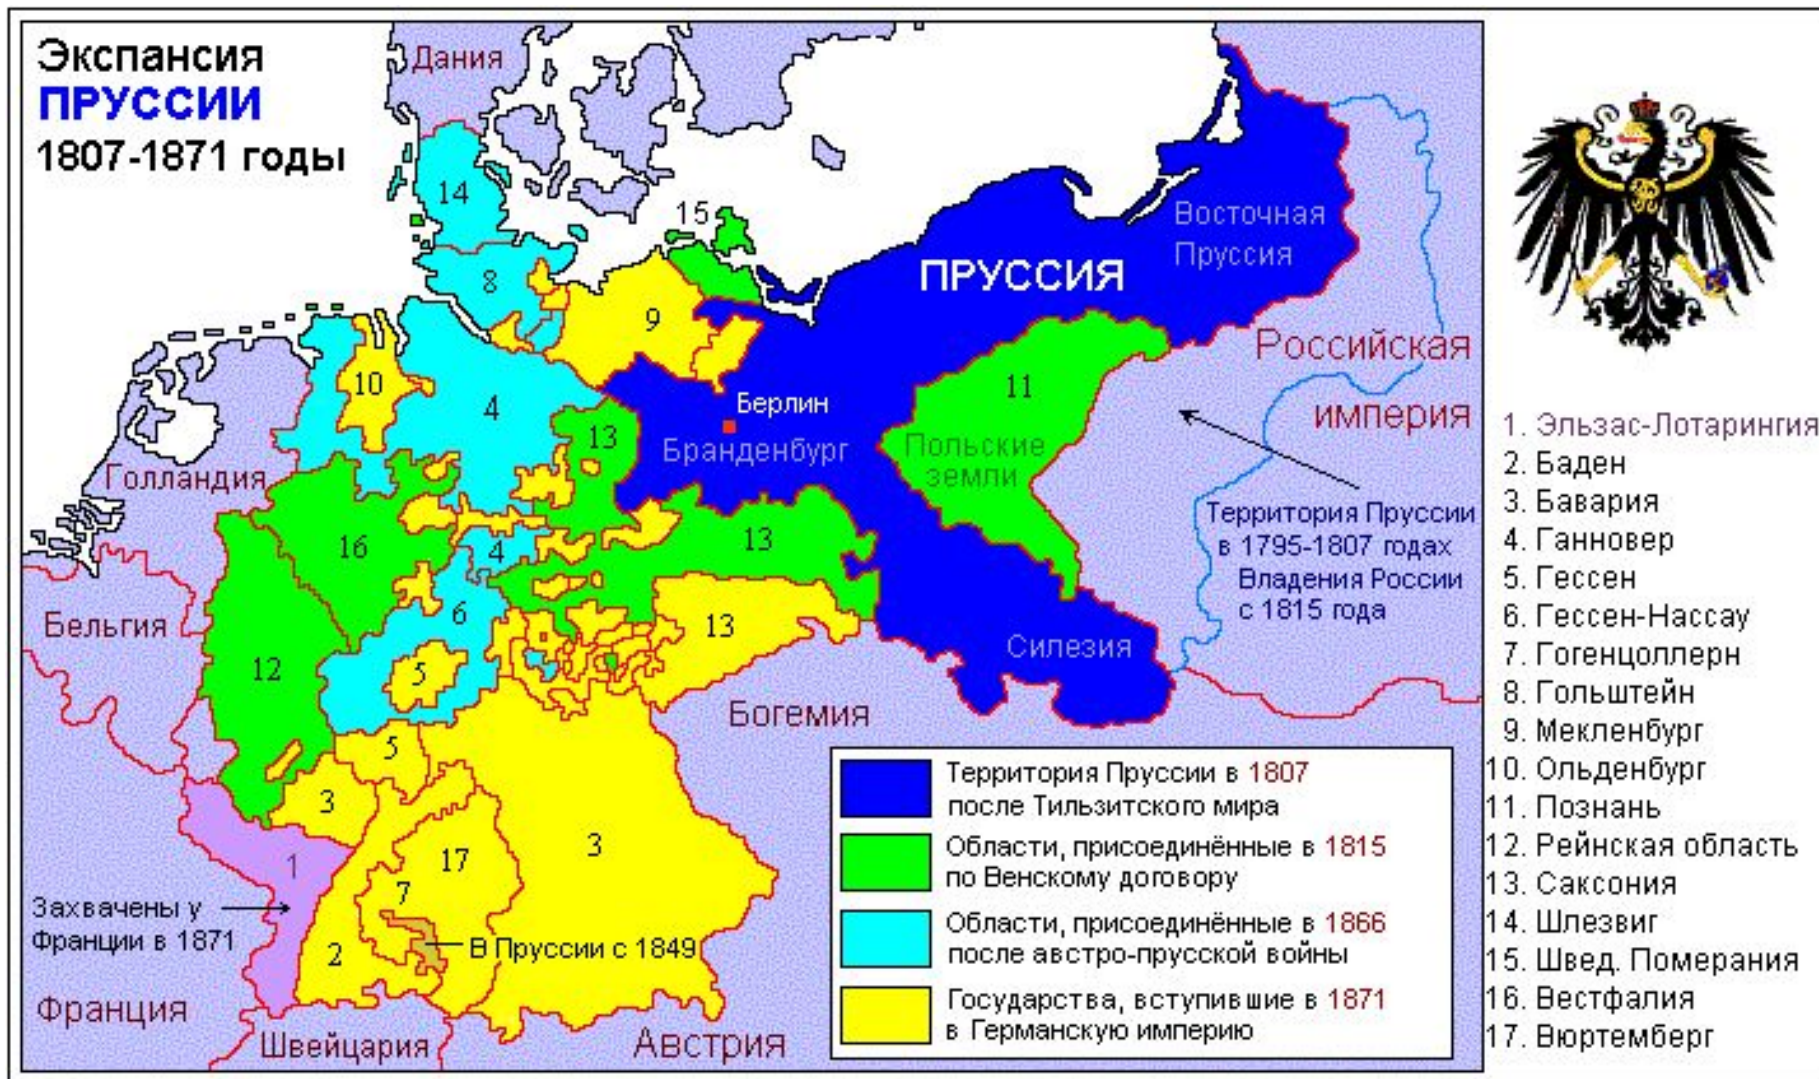 Экспансия
ПРУССИИ
1807-1871 годы
Дания
14
15
8
9
10
4
13
11
Восточная
Пруссия
ПРУССИЯ
Российская
империя
Берлин
Бранденбург
Польские
земли
Голландия
16
4
13
6
12
5
13
Бельгия
Силезия
Территория Пруссии
в 1795-1807 годах
Владения России
с 1815 года
Богемия
5
3
1
17
3
7
2
Захвачены у
Франции в 1871
В Пруссии с 1849
Франция
Швейцария
Австрия
Территория Пруссии в 1807
после Тильзитского мира
Области, присоединённые в 1815
по Венскому договору
Области, присоединённые в 1866
после австро-прусской войны
Государства, вступившие в 1871
в Германскую империю
1. Эльзас-Лотарингия
2. Баден
3. Бавария
4. Ганновер
5. Гессен
6. Гессен-Нассау
7. Гогенцоллерн
8. Гольштейн
9. Мекленбург
10. Ольденбург
11. Познань
12. Рейнская область
13. Саксония
14. Шлезвиг
15. Швед. Померания
16. Вестфалия
17. Вюртемберг